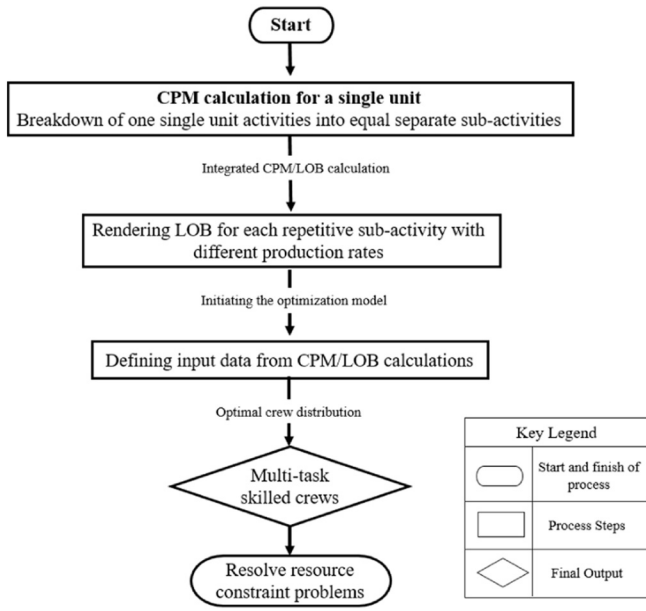 Start
CPM calculation for a single unit
Breakdown of one single unit activities into equal separate sub-activities
Integrated CPM/LOB calculation
Rendering LOB for each repetitive sub-activity with
different production rates
Initiating the optimization model
Defining input data from CPM/LOB calculations
Optimal crew distribution
Multi-task
skilled crews
Resolve resource
constraint problems
Key Legend
Start and finish of
process
Process Steps
Final Output